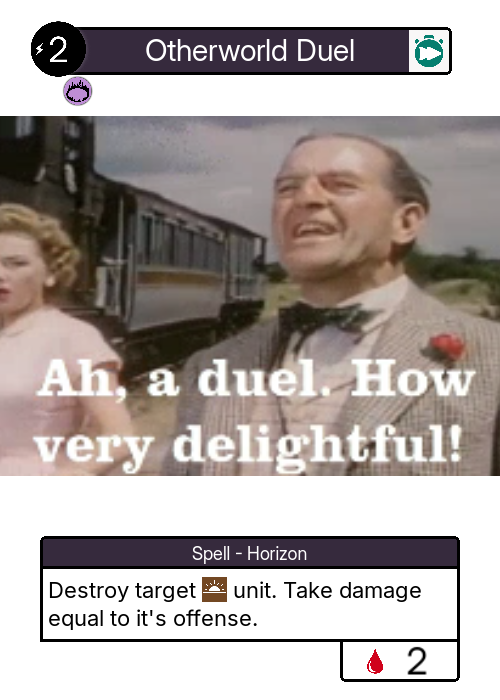 2 Otherworld Duel
Ah, a duel. How
very delightful!
Spell - Horizon
Destroy target unit. Take damage
equal to it's offense.
2